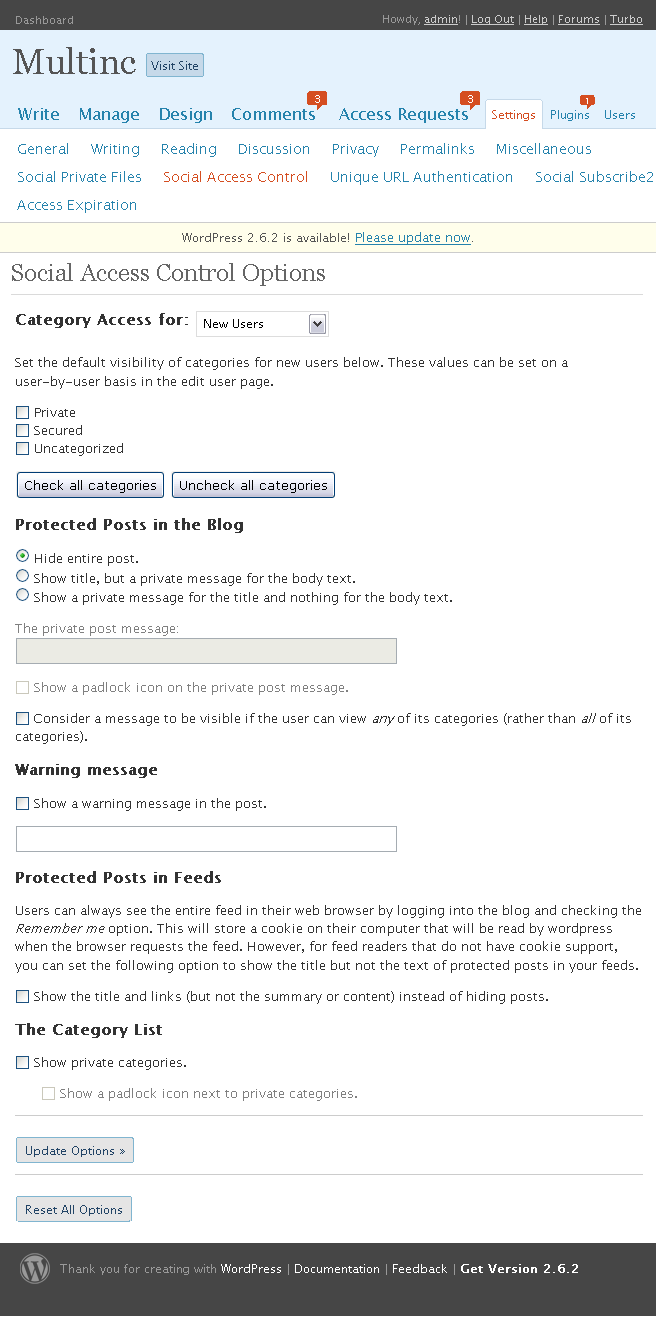 Dashboard Howdy, admin! | Log Out | Help | Forums | Turbo
Multinc Visit Site
3 3 1
Write Manage Design Comments Access Requests Settings Plugins Users
General Writing Reading Discussion Privacy Permalinks Miscellaneous
Social Private Files Social Access Control Unique URL Authentication Social Subscribe2
Access Expiration
WordPress 2.6.2 is available! Please update now.
Social Access Control Options
Category Access for: New Users
Set the default visibility of categories for new users below. These values can be set on a
user-by-user basis in the edit user page.
Private
Secured
Uncategorized
Check all categories Uncheck all categories
Protected Posts in the Blog
Hide entire post.
Show title, but a private message for the body text.
Show a private message for the title and nothing for the body text.
The private post message:
Show a padlock icon on the private post message.
Consider a message to be visible if the user can view any of its categories (rather than all of its
categories).
Warning message
Show a warning message in the post.
Protected Posts in Feeds
Users can always see the entire feed in their web browser by logging into the blog and checking the
Remember me option. This will store a cookie on their computer that will be read by wordpress
when the browser requests the feed. However, for feed readers that do not have cookie support,
you can set the following option to show the title but not the text of protected posts in your feeds.
Show the title and links (but not the summary or content) instead of hiding posts.
The Category List
Show private categories.
Show a padlock icon next to private categories.
Update Options »
Reset All Options
Thank you for creating with WordPress | Documentation | Feedback | Get Version 2.6.2